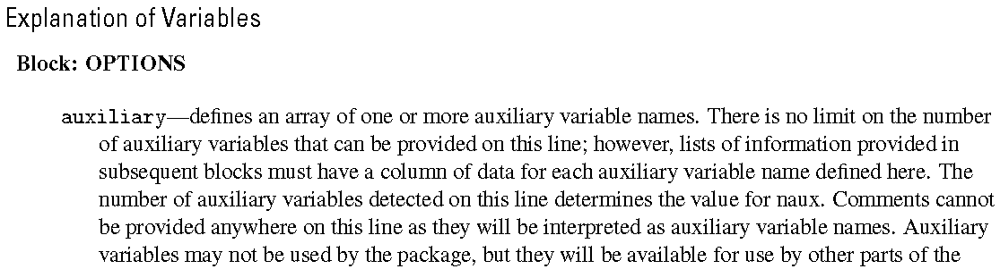 Explanation of Variables
Block: OPTIONS
auxiliary—defines an array of one or more auxiliary variable names. There is no limit on the number
of auxiliary variables that can be provided on this line; however, lists of information provided in
subsequent blocks must have a column of data for each auxiliary variable name defined here. The
number of auxiliary variables detected on this line determines the value for naux. Comments cannot
be provided anywhere on this line as they will be interpreted as auxiliary variable names. Auxiliary
variables may not be used by the package, but they will be available for use by other parts of the